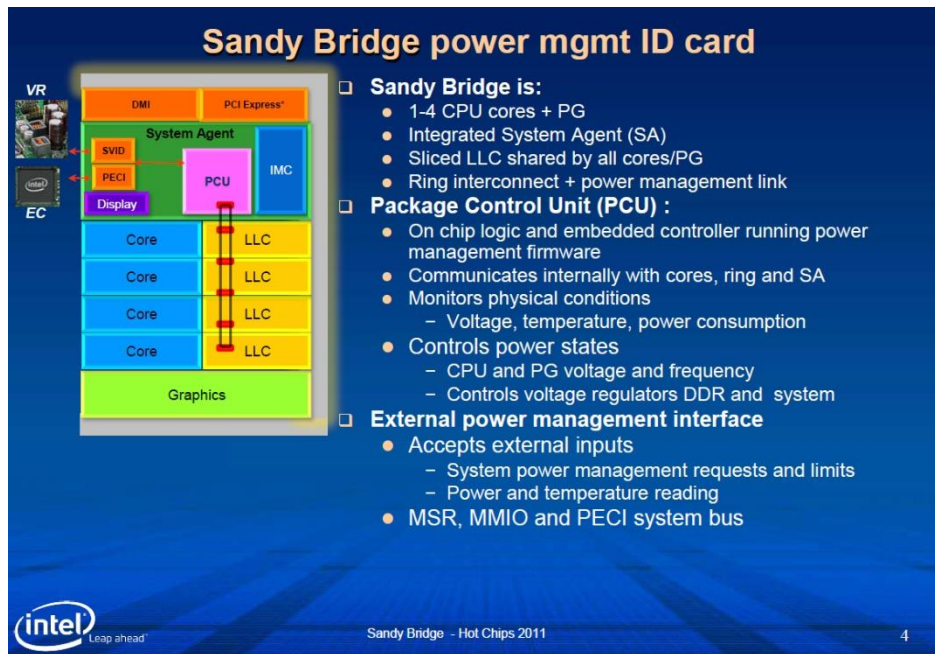 Sandy Bridge power mgmt ID card
VR
EC
intel
DMI
PCI Express*
System Agent
SVID
PECI
PCU
IMC
Display
Core
LLC
Core
LLC
Core
LLC
Core
LLC
Graphics
Sandy Bridge is:
1-4 CPU cores + PG
Integrated System Agent (SA)
Sliced LLC shared by all cores/PG
Ring interconnect + power management link
Package Control Unit (PCU) :
On chip logic and embedded controller running power
management firmware
Communicates internally with cores, ring and SA
Monitors physical conditions
− Voltage, temperature, power consumption
Controls power states
− CPU and PG voltage and frequency
− Controls voltage regulators DDR and system
External power management interface
Accepts external inputs
− System power management requests and limits
− Power and temperature reading
MSR, MMIO and PECI system bus
intel
Leap ahead™
Sandy Bridge - Hot Chips 2011
4